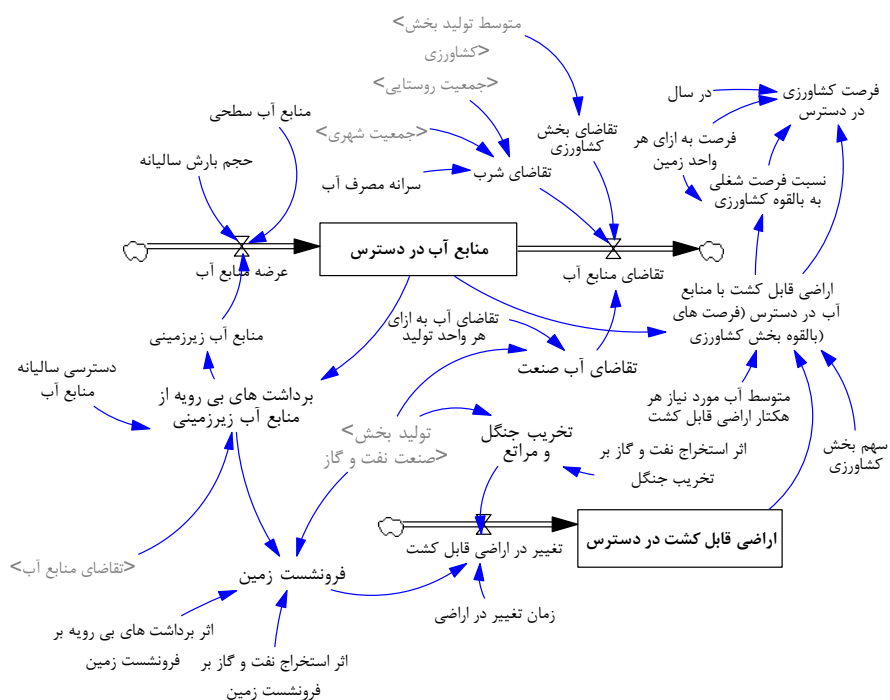 <متوسط تولید بخش
کشاورزی>
<جمعیت روستایی>
<جمعیت شهری>
سرانه مصرف آب
تقاضای شرب
تقاضای بخش
کشاورزی
منابع آب سطحی
حجم بارش سالیانه
عرضه منابع آب
منابع آب در دسترس
تقاضای منابع آب
فرصت کشاورزی
در دسترس
در سال
فرصت به ازای هر
واحد زمین
نسبت فرصت شغلی
به بالقوه کشاورزی
اراضی قابل کشت با منابع
آب در دسترس (فرصت های
بالقوه بخش کشاورزی)
متوسط آب مورد نیاز هر
هکتار اراضی قابل کشت
سهم بخش
کشاورزی
منابع آب زیرزمینی
دسترسی سالیانه
منابع آب
برداشت های بی رویه از
منابع آب زیرزمینی
تقاضای آب به ازای
هر واحد تولید
تقاضای آب صنعت
<تولید بخش
صنعت نفت و گاز>
تخریب جنگل
و مراتع
اثر استخراج نفت و گاز بر
تخریب جنگل
تغییر در اراضی قابل کشت
اراضی قابل کشت در دسترس
زمان تغییر در اراضی
<تقاضای منابع آب>
فرونشست زمین
اثر برداشت های بی رویه بر
فرونشست زمین
اثر استخراج نفت و گاز بر
فرونشست زمین